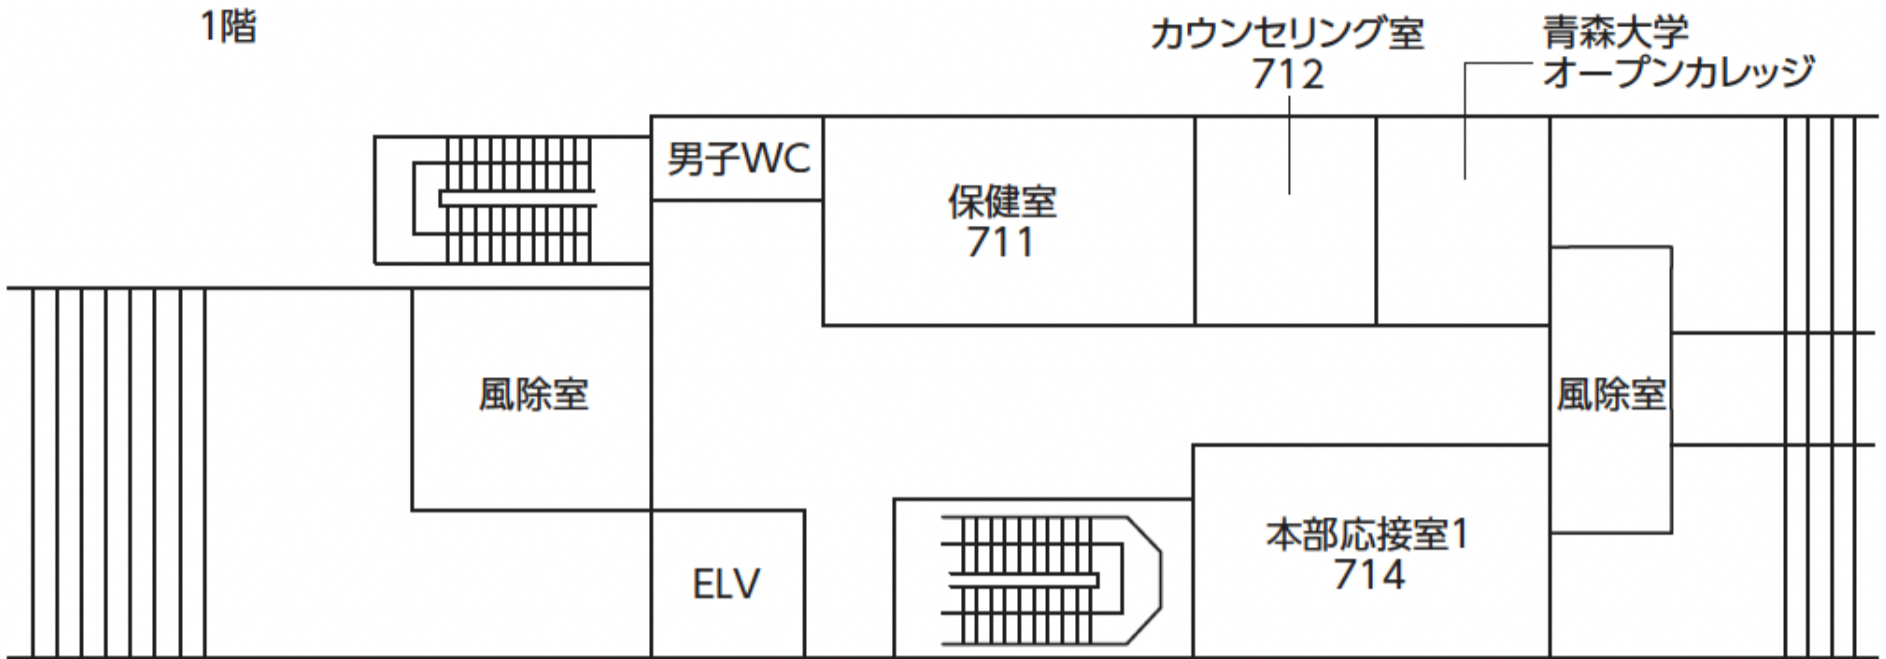 1階
カウンセリング室
712
青森大学
オープンカレッジ
男子WC
保健室
711
風除室
風除室
本部応接室1
714
ELV